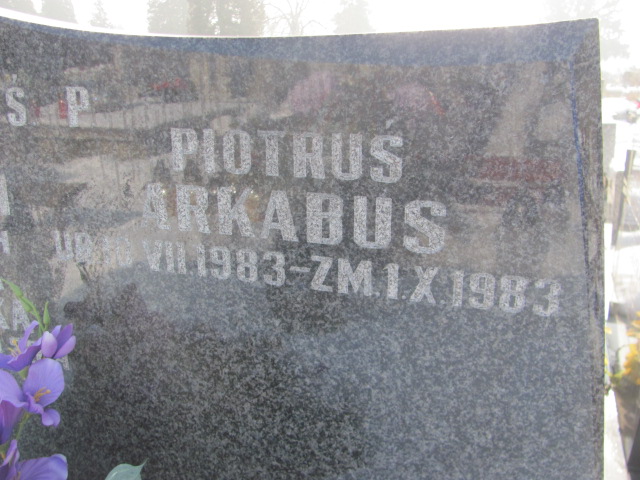 Ś P
PIOTRUŚ
ARKABUS
VII.1983.-ZM.1.X.1983